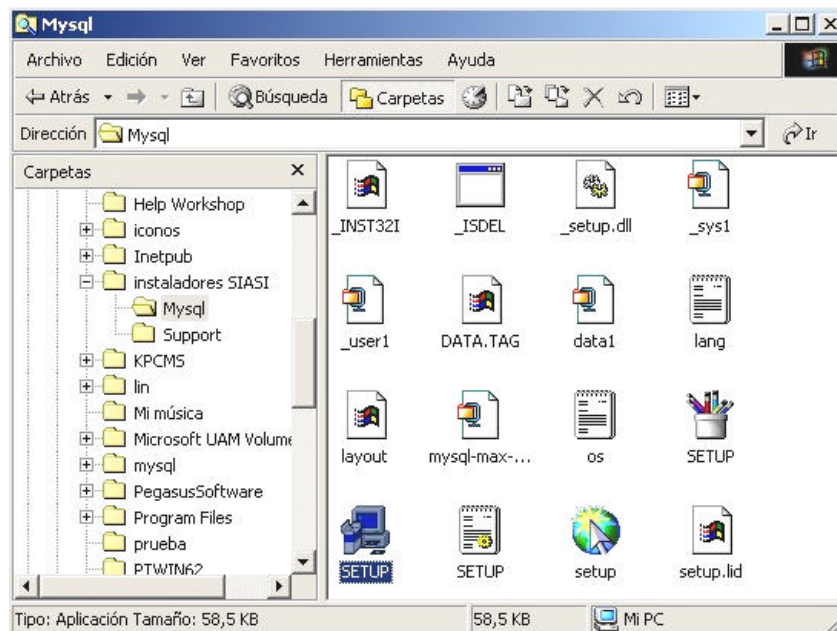 Mysql
Archivo Edición Ver Favoritos Herramientas Ayuda
Atrás Búsqueda Carpetas
Dirección Mysql Ir
Carpetas
Help Workshop
iconos
Inetpub
instaladores SIASI
Mysql
Support
KPCMS
lin
Mi música
Microsoft UAM Volume
mysql
PegasusSoftware
Program Files
prueba
PTWIN62
_INST32I _ISDEL _setup.dll _sys1
_user1 DATA.TAG data1 lang
layout mysql-max-... os SETUP
SETUP SETUP setup setup.lid
Tipo: Aplicación Tamaño: 58,5 KB 58,5 KB Mi PC